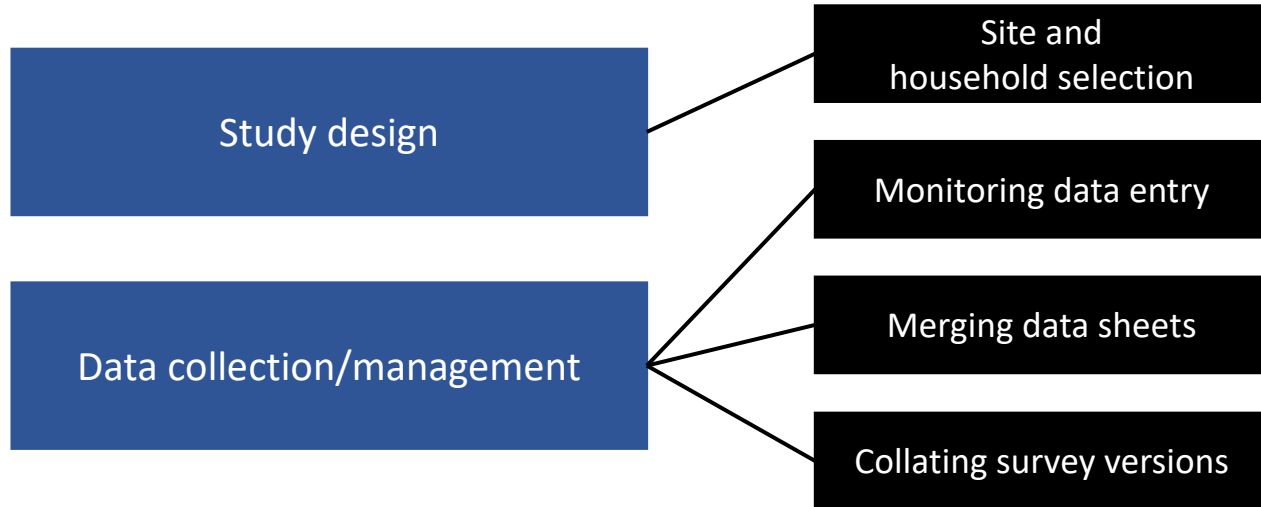 Study design
Site and
household selection
Data collection/management
Monitoring data entry
Merging data sheets
Collating survey versions